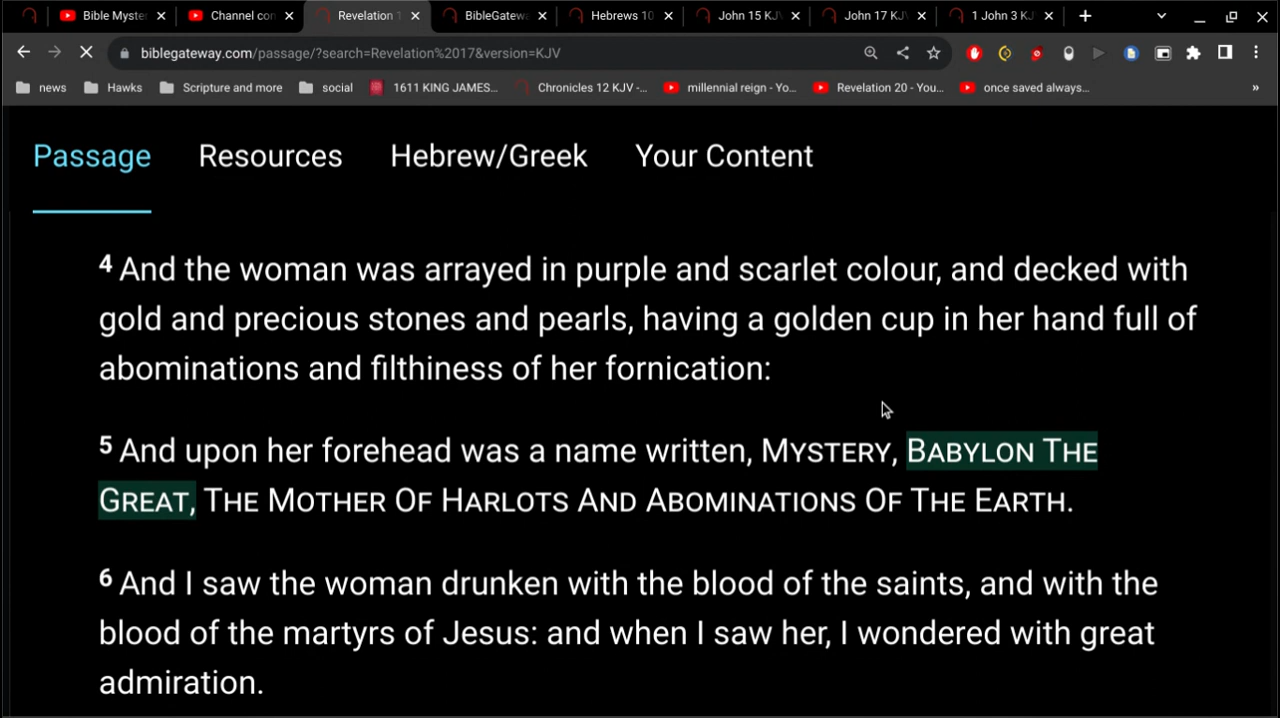 Bible Myster
Channel con
Revelation 1
BibleGatewa
Hebrews 10
John 15 KJ
John 17 KJV
1 John 3 KJ
biblegateway.com/passage/?search=Revelation%2017&version=KJV
news
Hawks
Scripture and more
social
1611 KING JAMES...
Chronicles 12 KJV -...
millennial reign - Yo...
Revelation 20 - You...
once saved always...
»
Passage
Resources
Hebrew/Greek
Your Content
4 And the woman was arrayed in purple and scarlet colour, and decked with
gold and precious stones and pearls, having a golden cup in her hand full of
abominations and filthiness of her fornication:
5 And upon her forehead was a name written, MYSTERY, BABYLON THE
GREAT, THE MOTHER OF HARLOTS AND ABOMINATIONS OF THE EARTH.
6 And I saw the woman drunken with the blood of the saints, and with the
blood of the martyrs of Jesus: and when I saw her, I wondered with great
admiration.